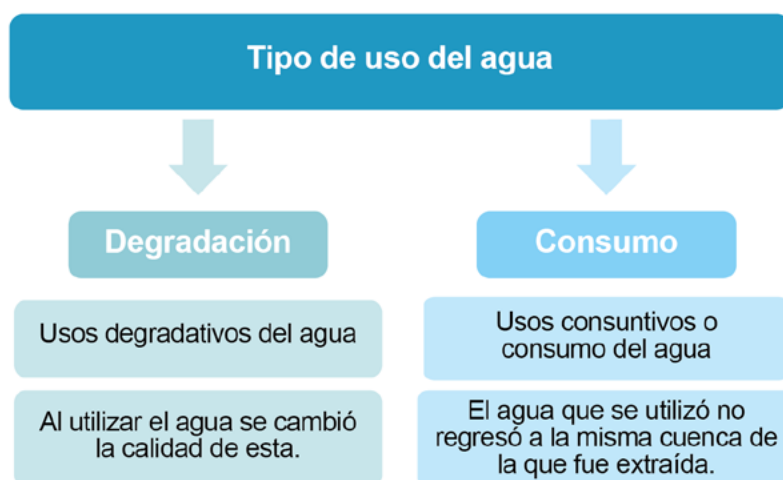 Tipo de uso del agua
Degradación
Consumo
Usos degradativos del agua
Usos consuntivos o
consumo del agua
Al utilizar el agua se cambió
la calidad de esta.
El agua que se utilizó no
regresó a la misma cuenca de
la que fue extraída.